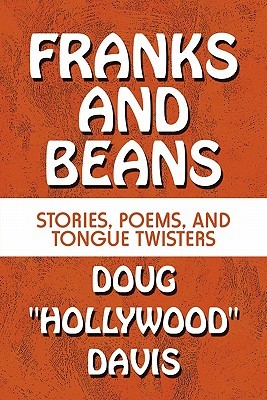 FRANKS
AND
BEANS
STORIES, POEMS, AND
TONGUE TWISTERS
DOUG
"HOLLYWOOD"
DAVIS